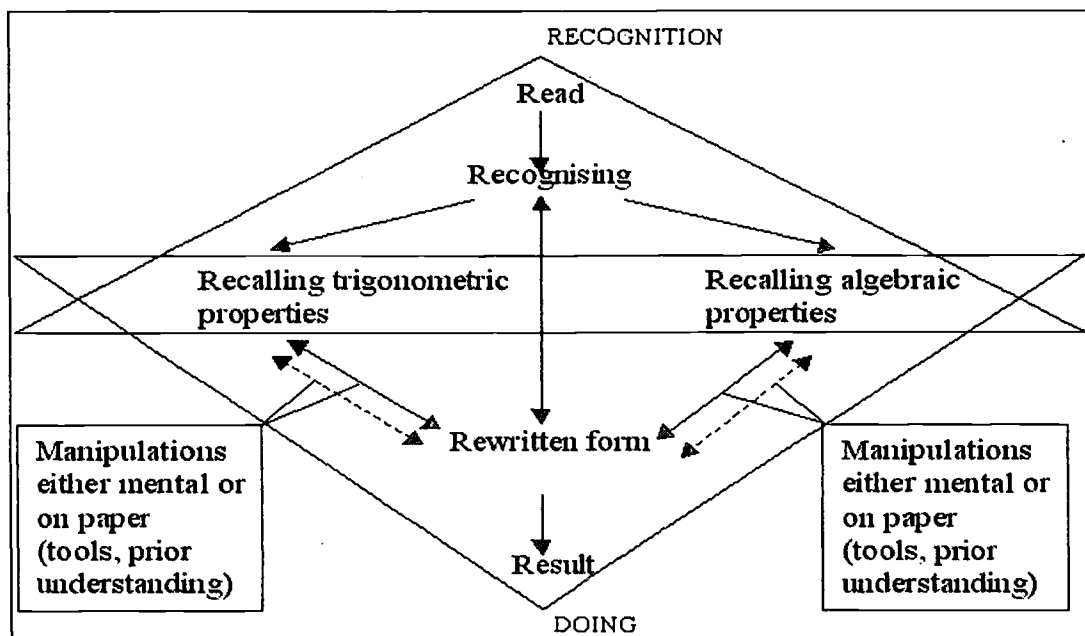 RECOGNITION
Read
Recognising
Recalling trigonometric
properties
Recalling algebraic
properties
Rewritten form
Manipulations
either mental or
on paper
(tools, prior
understanding)
Manipulations
either mental or
on paper
(tools, prior
understanding)
Result
DOING